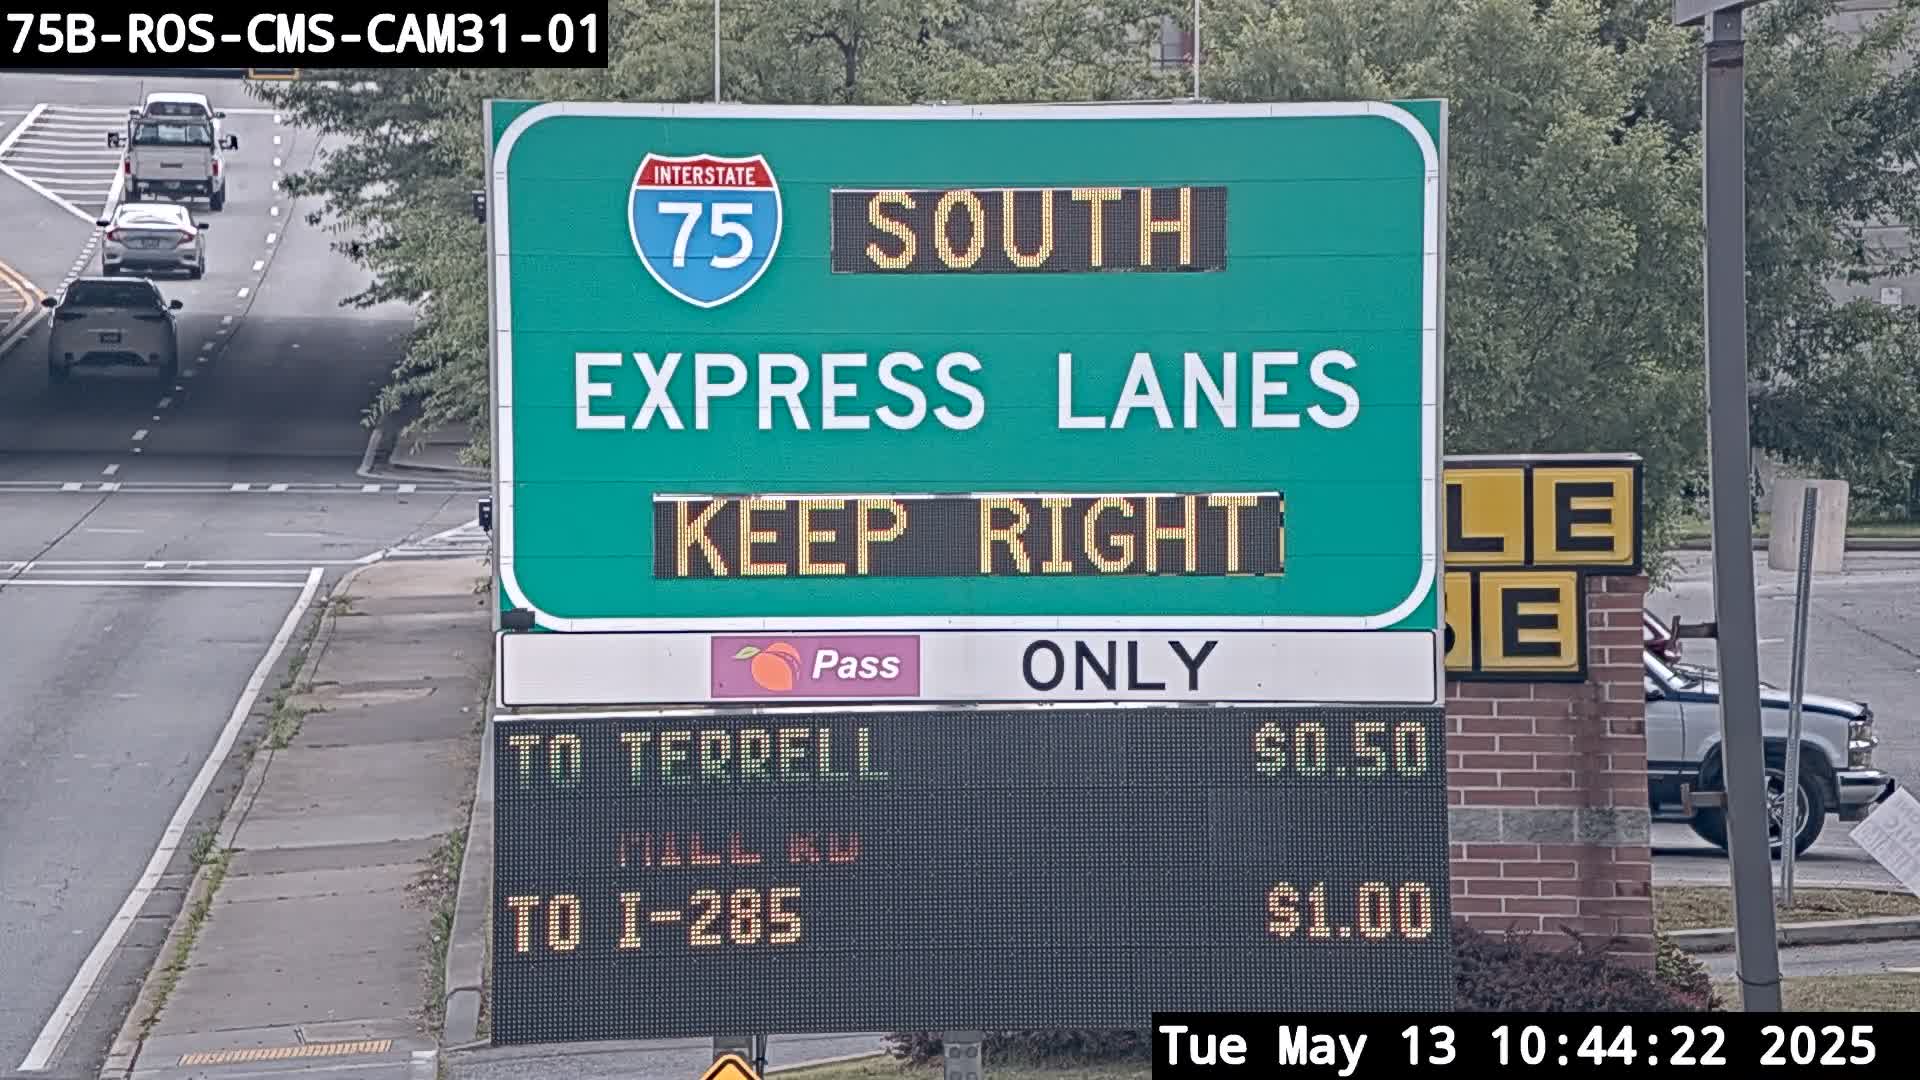 75B-ROS-CMS-CAM31-01
INTERSTATE
75
SOUTH
EXPRESS LANES
KEEP RIGHT
Pass ONLY
TO TERRELL $0.50
MILL RD
TO I-285 $1.00
LE
E
Tue May 13 10:44:22 2025